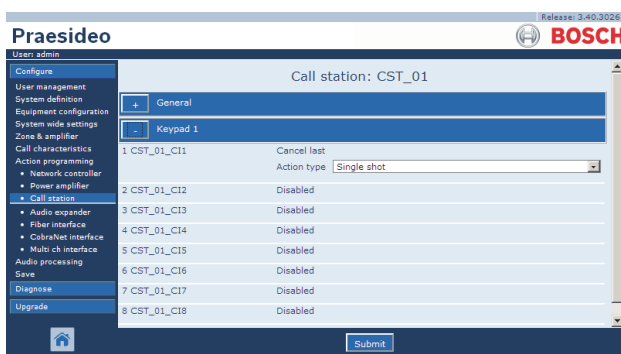 Release: 3.40.3026
Praesideo
BOSCH
User: admin
Configure
User management
System definition
Equipment configuration
System wide settings
Zone & amplifier
Call characteristics
Action programming
• Network controller
• Power amplifier
• Call station
• Audio expander
• Fiber interface
• CobraNet interface
• Multi ch interface
Audio processing
Save
Diagnose
Upgrade
Call station: CST_01
+ General
- Keypad 1
1 CST_01_CI1 Cancel last
Action type Single shot
2 CST_01_CI2 Disabled
3 CST_01_CI3 Disabled
4 CST_01_CI4 Disabled
5 CST_01_CI5 Disabled
6 CST_01_CI6 Disabled
7 CST_01_CI7 Disabled
8 CST_01_CI8 Disabled
Submit